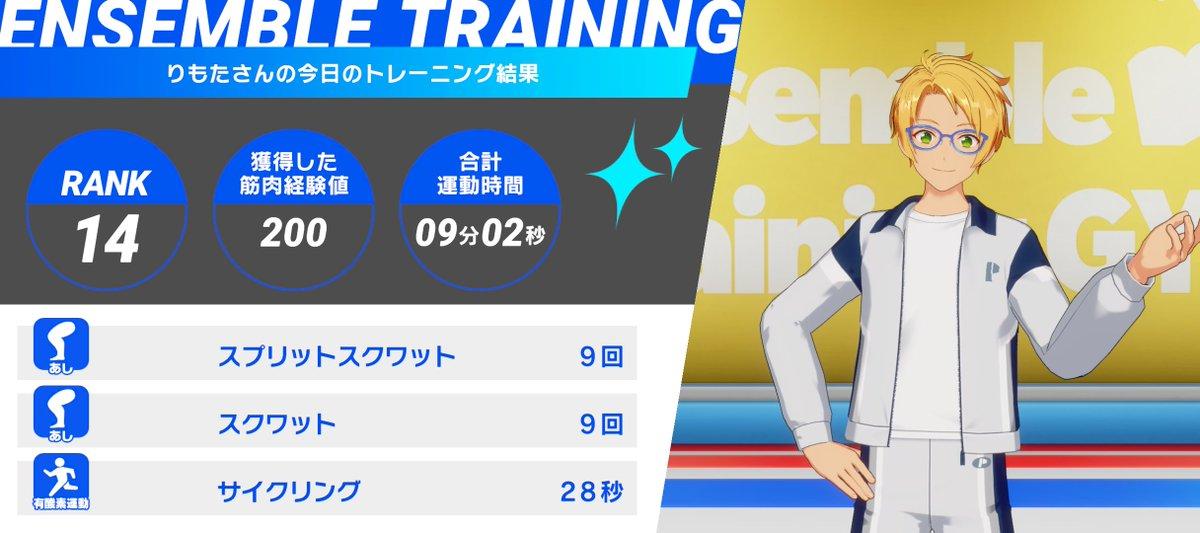 ENSEMBLE TRAINING
りもたさんの今日のトレーニング結果
RANK
14
獲得した
筋肉経験値
200
合計
運動時間
09分02秒
あし
スプリットスクワット 9回
あし
スクワット 9回
有酸素運動
サイクリング 28秒
semble
aini
GY
P
P